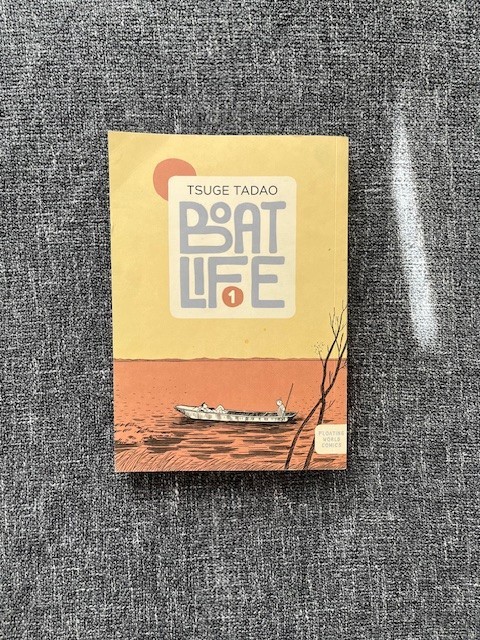 TSUGE TADAO
BOAT
LIFE
1
FLOATING
WORLD
COMICS